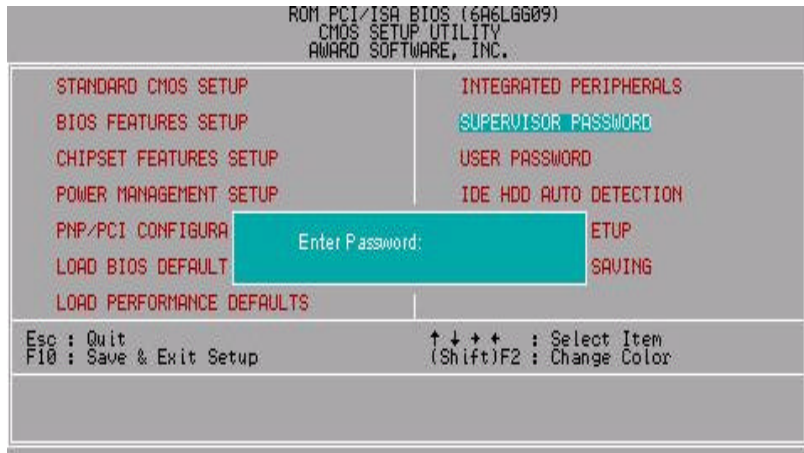 ROM PCI/ISA BIOS (6A6LGG09)
CMOS SETUP UTILITY
AWARD SOFTWARE, INC.
STANDARD CMOS SETUP
BIOS FEATURES SETUP
CHIPSET FEATURES SETUP
POWER MANAGEMENT SETUP
PNP/PCI CONFIGURA
LOAD BIOS DEFAULT
LOAD PERFORMANCE DEFAULTS
INTEGRATED PERIPHERALS
SUPERVISOR PASSWORD
USER PASSWORD
IDE HDD AUTO DETECTION
ETUP
SAVING
Enter Password:
Esc : Quit
F10 : Save & Exit Setup
↑ ↓ → ← : Select Item
(Shift)F2 : Change Color